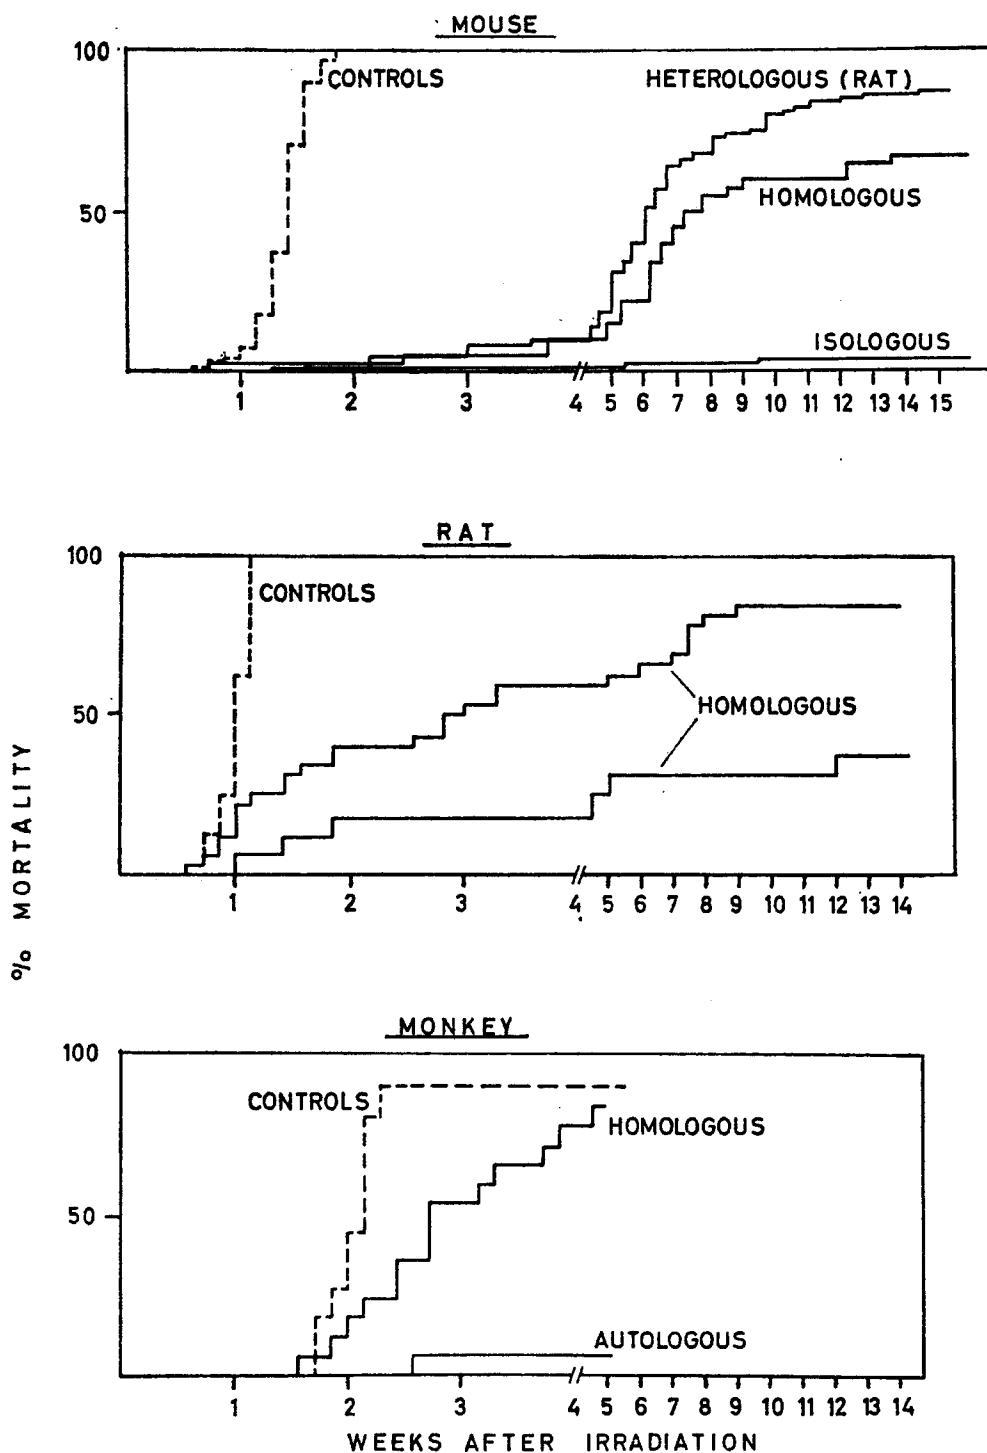 MOUSE
100
CONTROLS
HETEROLOGOUS (RAT)
50
HOMOLOGOUS
ISOLOGOUS
1 2 3 4 5 6 7 8 9 10 11 12 13 14 15
RAT
100
CONTROLS
50
HOMOLOGOUS
1 2 3 4 5 6 7 8 9 10 11 12 13 14
% MORTALITY
MONKEY
100
CONTROLS
HOMOLOGOUS
50
AUTOLOGOUS
1 2 3 4 5 6 7 8 9 10 11 12 13 14
WEEKS AFTER IRRADIATION